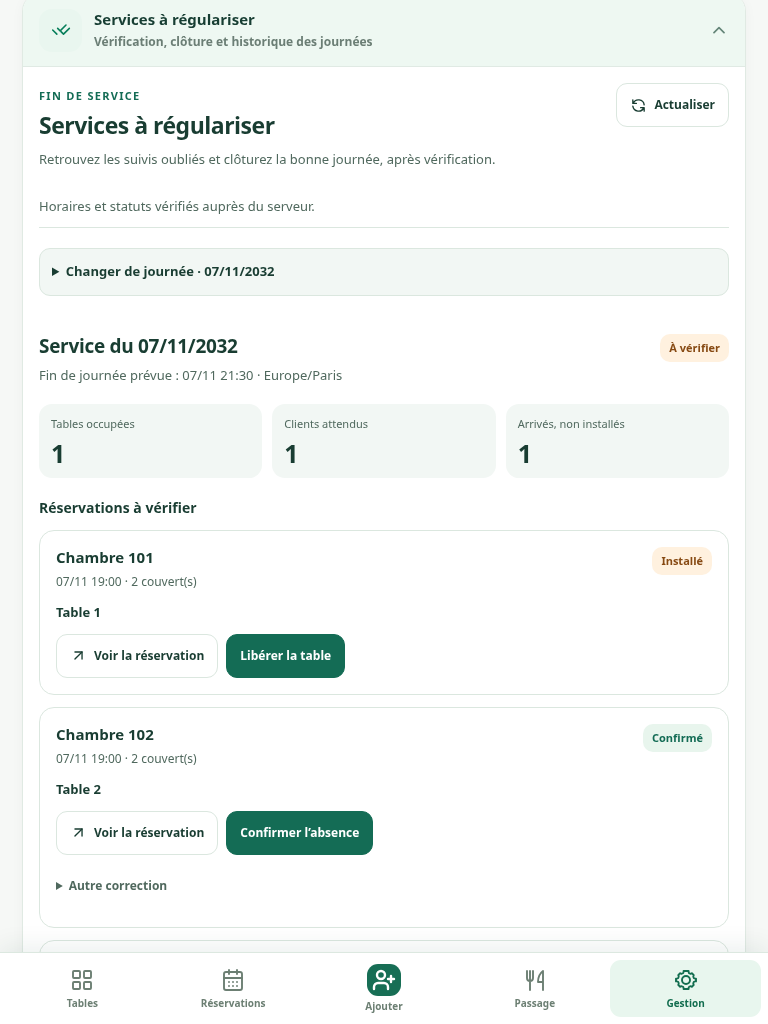 Services à régulariser
Vérification, clôture et historique des journées
FIN DE SERVICE
Services à régulariser
Actualiser
Retrouvez les suivis oubliés et clôturez la bonne journée, après vérification.
Horaires et statuts vérifiés auprès du serveur.
Changer de journée · 07/11/2032
Service du 07/11/2032
À vérifier
Fin de journée prévue : 07/11 21:30 · Europe/Paris
Tables occupées
1
Clients attendus
1
Arrivés, non installés
1
Réservations à vérifier
Chambre 101
Installé
07/11 19:00 · 2 couvert(s)
Table 1
Voir la réservation
Libérer la table
Chambre 102
Confirmé
07/11 19:00 · 2 couvert(s)
Table 2
Voir la réservation
Confirmer l’absence
Autre correction
Tables
Réservations
Ajouter
Passage
Gestion